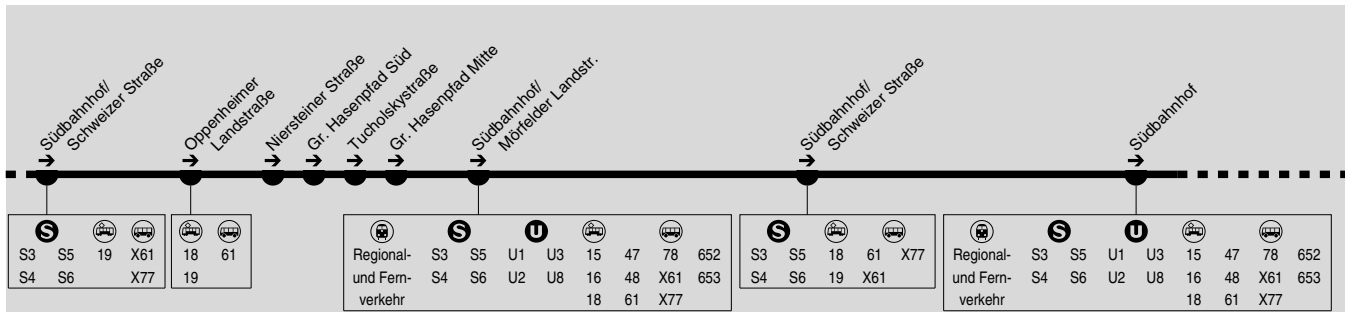 Südbahnhof/
Schweizer Straße
Oppenheimer
Landstraße
Niersteiner Straße
Gr. Hasenpfad Süd
Tucholskystraße
Gr. Hasenpfad Mitte
Südbahnhof/
Mörfelder Landstr.
Südbahnhof/
Schweizer Straße
Südbahnhof
S
S3 S5 19 X61
S4 S6 X77
18 61
19
S U
Regional- S3 S5 U1 U3 15 47 78 652
und Fern- S4 S6 U2 U8 16 48 X61 653
verkehr 18 61 X77
S
S3 S5 18 61 X77
S4 S6 19 X61
S U
Regional- S3 S5 U1 U3 15 47 78 652
und Fern- S4 S6 U2 U8 16 48 X61 653
verkehr 18 61 X77